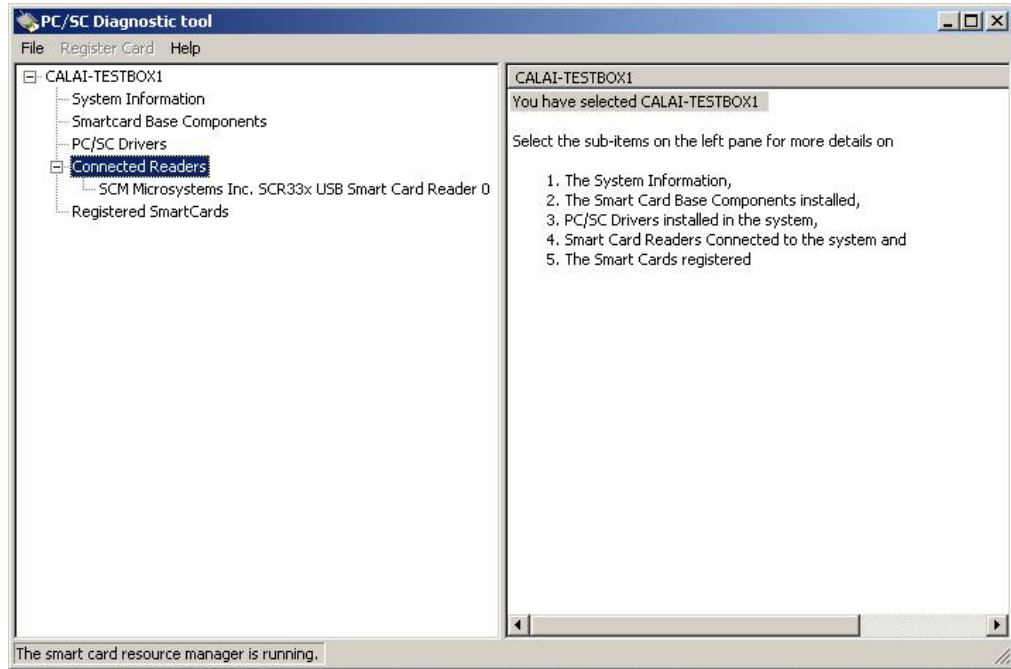 PC/SC Diagnostic tool
File Register Card Help
CALAI-TESTBOX1
System Information
Smartcard Base Components
PC/SC Drivers
Connected Readers
SCM Microsystems Inc. SCR33x USB Smart Card Reader 0
Registered SmartCards
CALAI-TESTBOX1
You have selected CALAI-TESTBOX1
Select the sub-items on the left pane for more details on
1. The System Information,
2. The Smart Card Base Components installed,
3. PC/SC Drivers installed in the system,
4. Smart Card Readers Connected to the system and
5. The Smart Cards registered
The smart card resource manager is running.